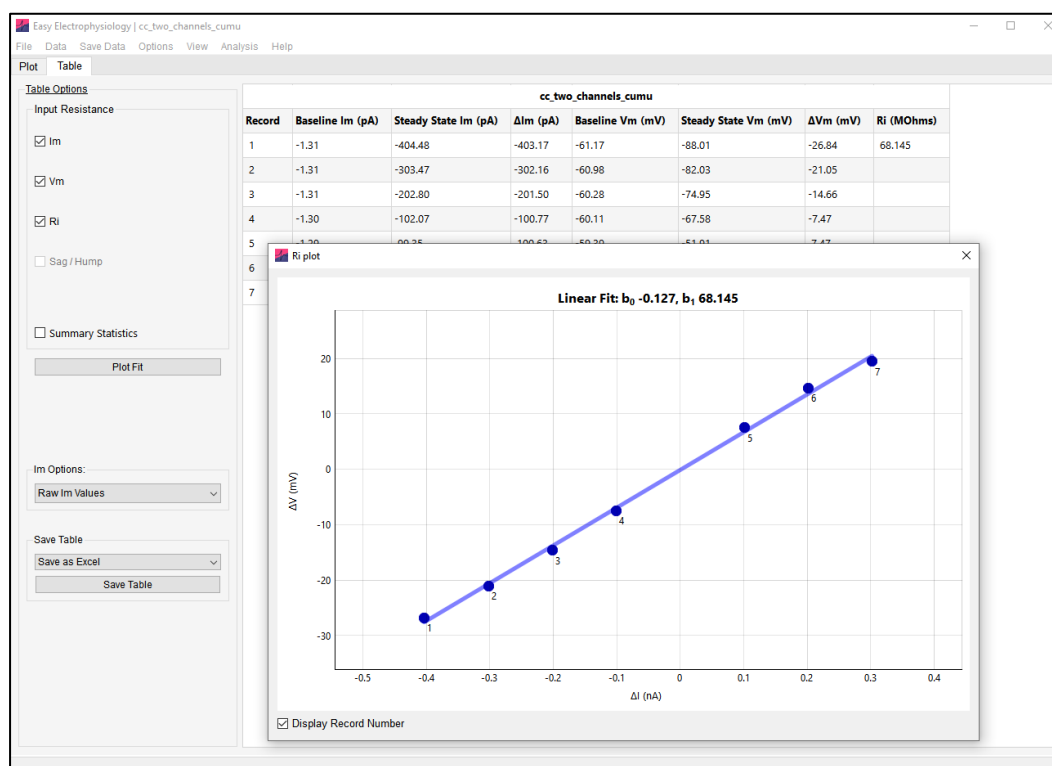 Easy Electrophysiology | cc_two_channels_cumu
File Data Save Data Options View Analysis Help
Plot Table
Table Options
Input Resistance
Im
Vm
Ri
Sag / Hump
Summary Statistics
Plot Fit
Im Options:
Raw Im Values
Save Table
Save as Excel
Save Table
cc_two_channels_cumu
Record Baseline Im (pA) Steady State Im (pA) ΔIm (pA) Baseline Vm (mV) Steady State Vm (mV) ΔVm (mV) Ri (MOhms)
1 -1.31 -404.48 -403.17 -61.17 -88.01 -26.84 68.145
2 -1.31 -303.47 -302.16 -60.98 -82.03 -21.05
3 -1.31 -202.80 -201.50 -60.28 -74.95 -14.66
4 -1.30 -102.07 -100.77 -60.11 -67.58 -7.47
5
6
7
Ri plot
Linear Fit: b0 -0.127, b1 68.145
ΔV (mV)
20
10
0
-10
-20
-30
1
2
3
4
5
6
7
-0.5 -0.4 -0.3 -0.2 -0.1 0 0.1 0.2 0.3 0.4
ΔI (nA)
Display Record Number